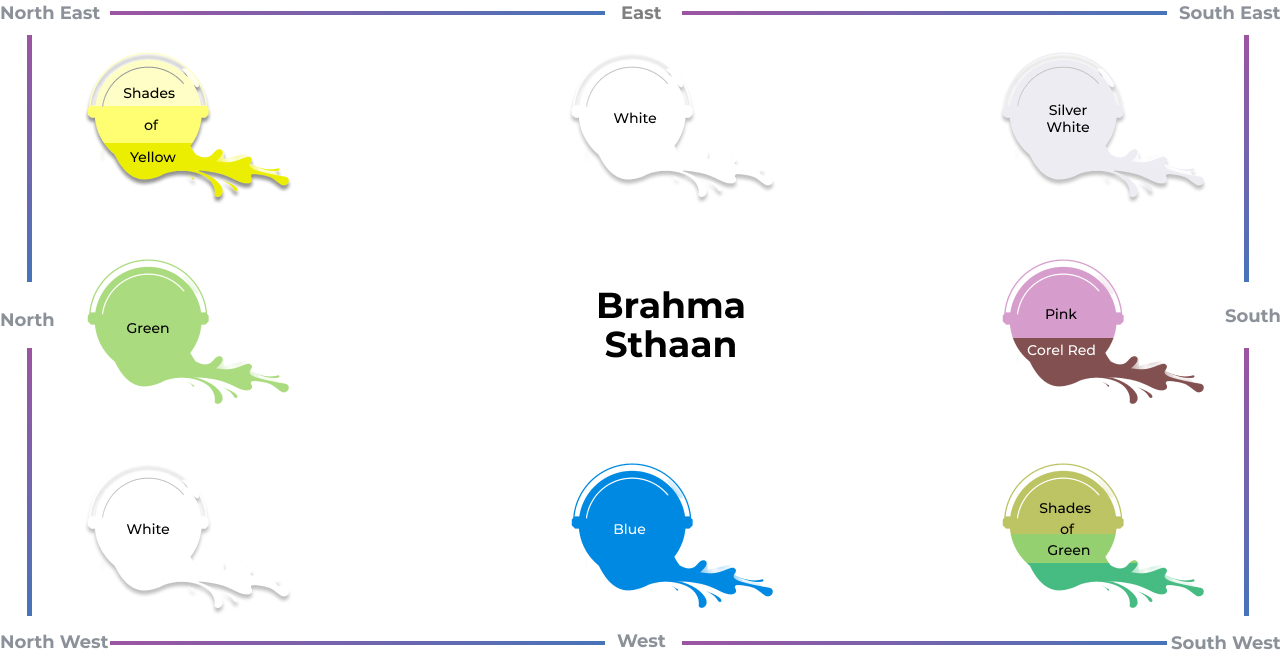 North East
East
South East
Shades
of
Yellow
White
Silver
White
North
Green
Brahma
Sthaan
Pink
Corel Red
South
White
Blue
Shades
of
Green
North West
West
South West